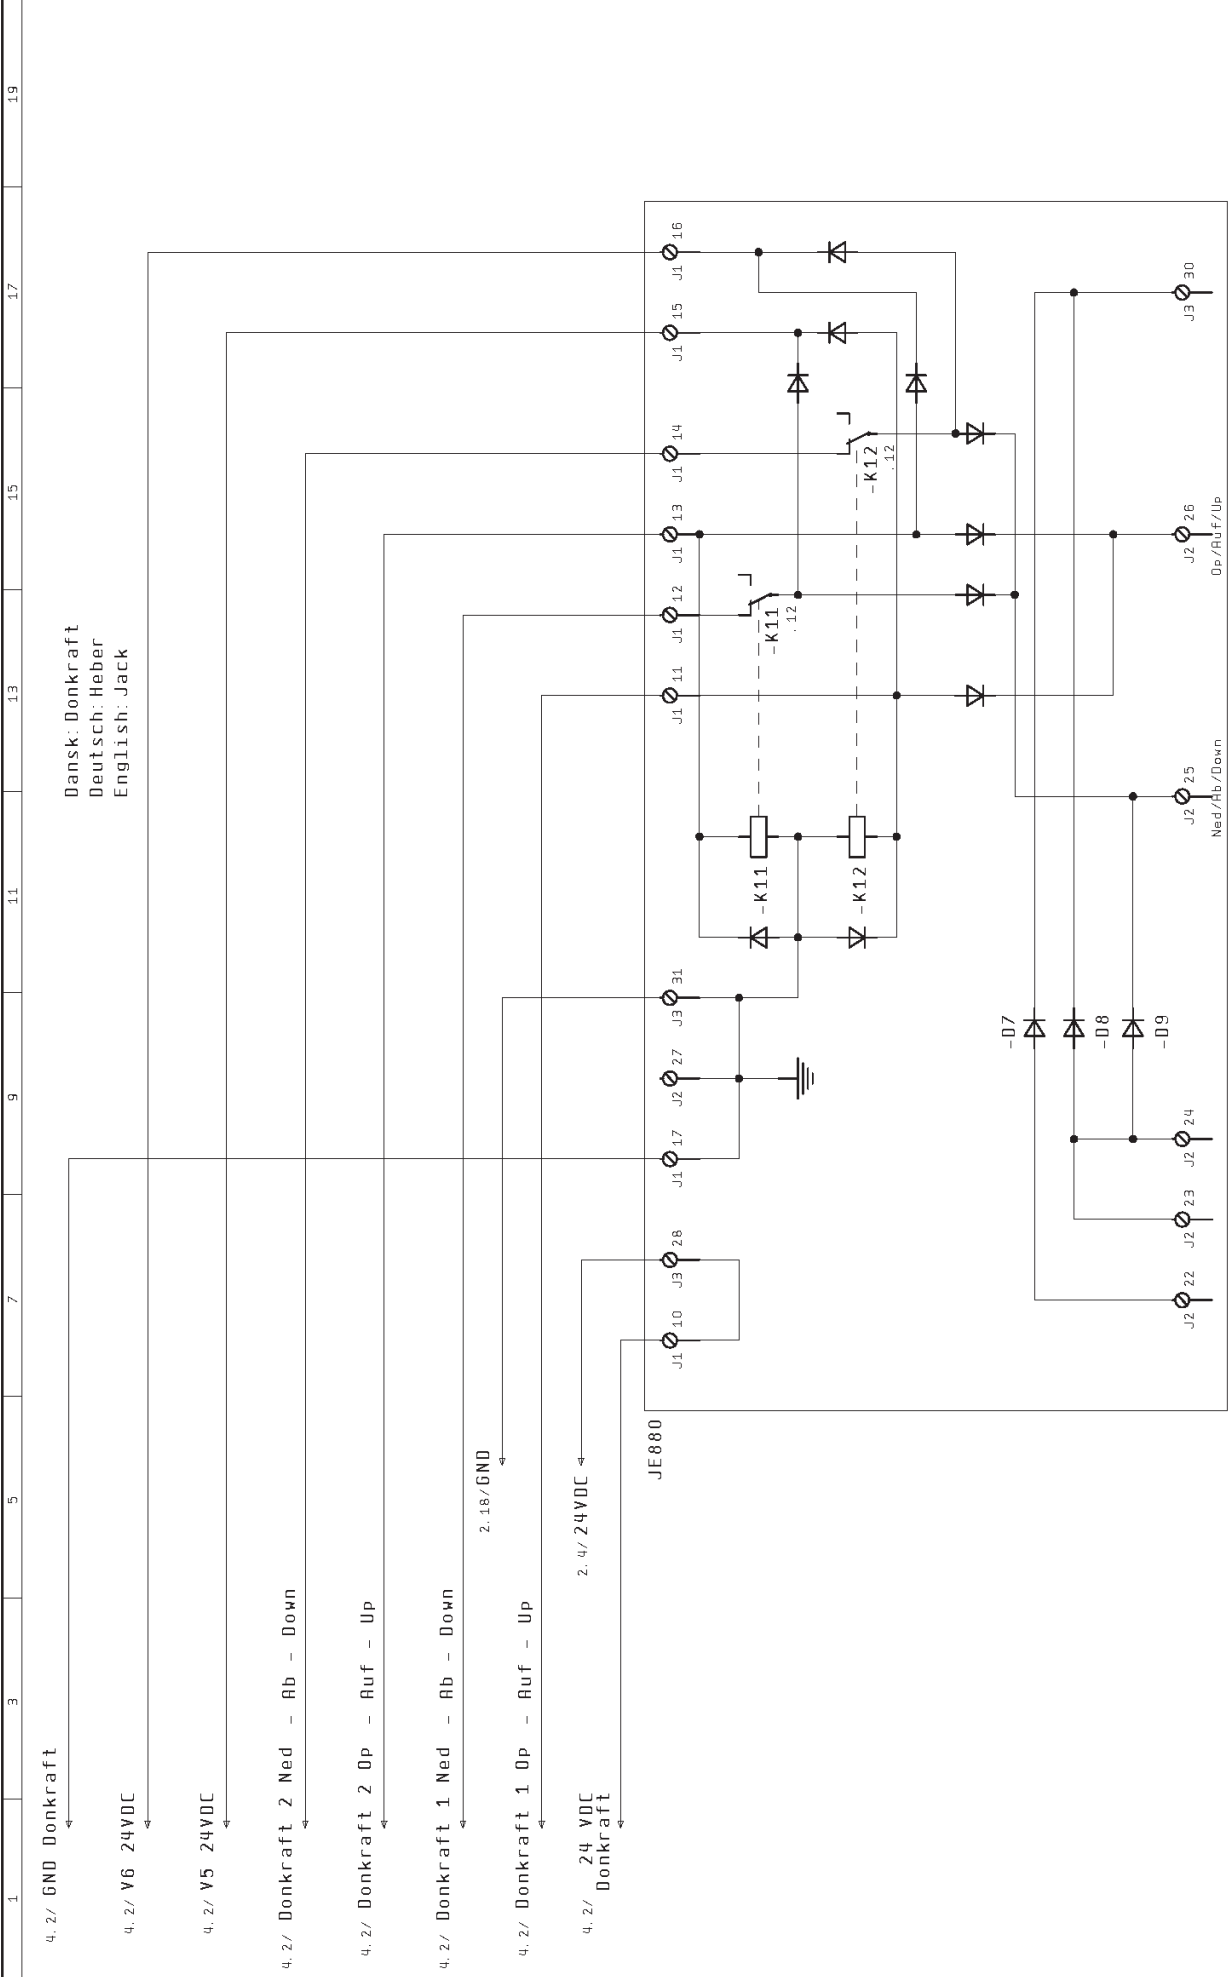 1
3
5
7
9
11
13
15
17
19
Dansk: Donkraft
Deutsch: Heber
English: Jack
4.2/ GND Donkraft
4.2/ V6 24VDC
4.2/ V5 24VDC
4.2/ Donkraft 2 Ned - Ab - Down
4.2/ Donkraft 2 Op - Auf - Up
4.2/ Donkraft 1 Ned - Ab - Down
4.2/ Donkraft 1 Op - Auf - Up
4.2/ 24 VDC
Donkraft
2.18/GND
2.4/24VDC
JE880
J1 10
J3 28
J1 17
J2 27
J3 31
J1 11
J1 12
J1 13
J1 14
J1 15
J1 16
-K11
-K12
-K11
.12
-K12
.12
-D7
-D8
-D9
J2 22
J2 23
J2 24
J2 25
Ned/Ab/Down
J2 26
Op/Auf/Up
J3 30